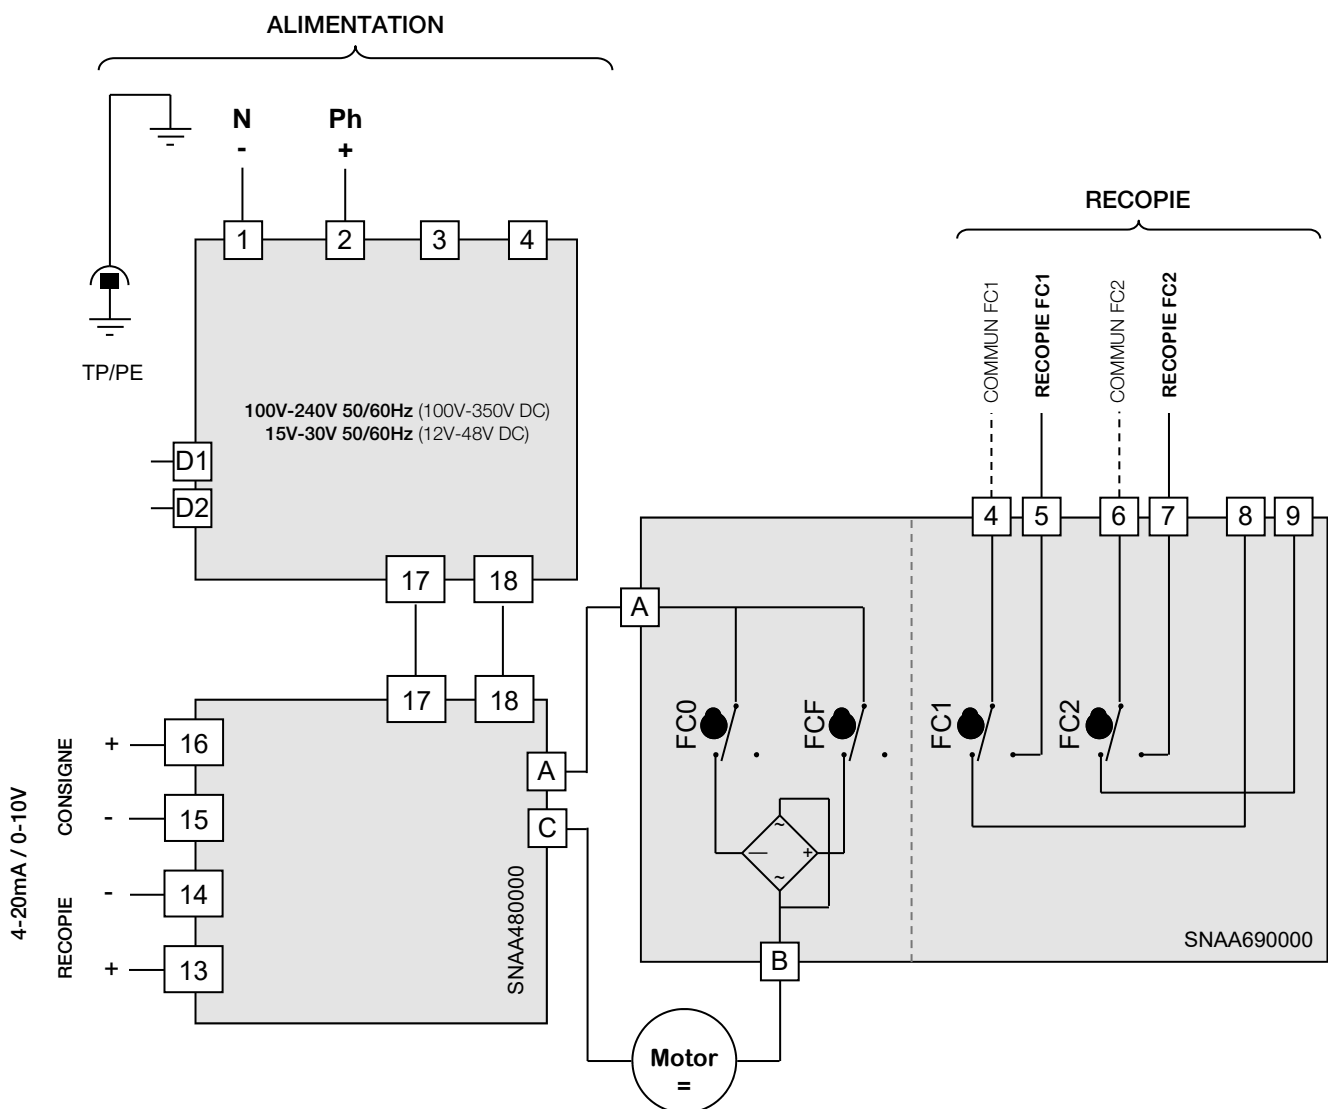 ALIMENTATION
N
-
Ph
+
1
2
3
4
TP/PE
100V-240V 50/60Hz (100V-350V DC)
15V-30V 50/60Hz (12V-48V DC)
D1
D2
17
18
17
18
4-20mA / 0-10V
CONSIGNE
RECOPIE
+
16
-
15
-
14
+
13
A
C
SNAA480000
RECOPIE
COMMUN FC1
RECOPIE FC1
COMMUN FC2
RECOPIE FC2
4
5
6
7
8
9
A
FC0
FCF
FC1
FC2
~
—
+
~
B
SNAA690000
Motor
=